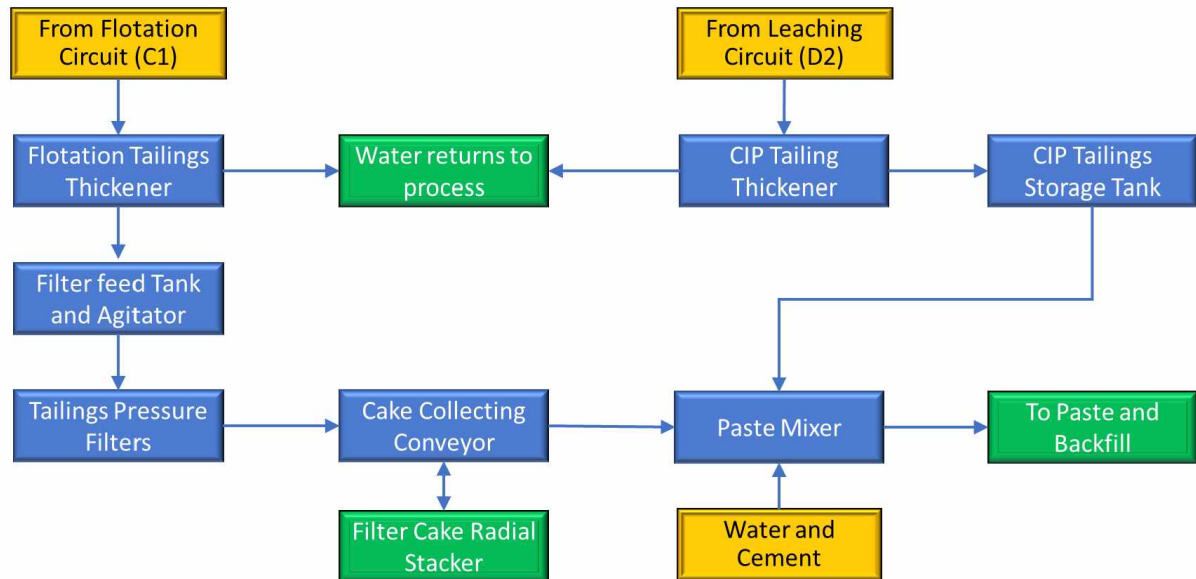 From Flotation
Circuit (C1)
From Leaching
Circuit (D2)
Flotation Tailings
Thickener
Water returns to
process
CIP Tailing
Thickener
CIP Tailings
Storage Tank
Filter feed Tank
and Agitator
Tailings Pressure
Filters
Cake Collecting
Conveyor
Paste Mixer
To Paste and
Backfill
Filter Cake Radial
Stacker
Water and
Cement